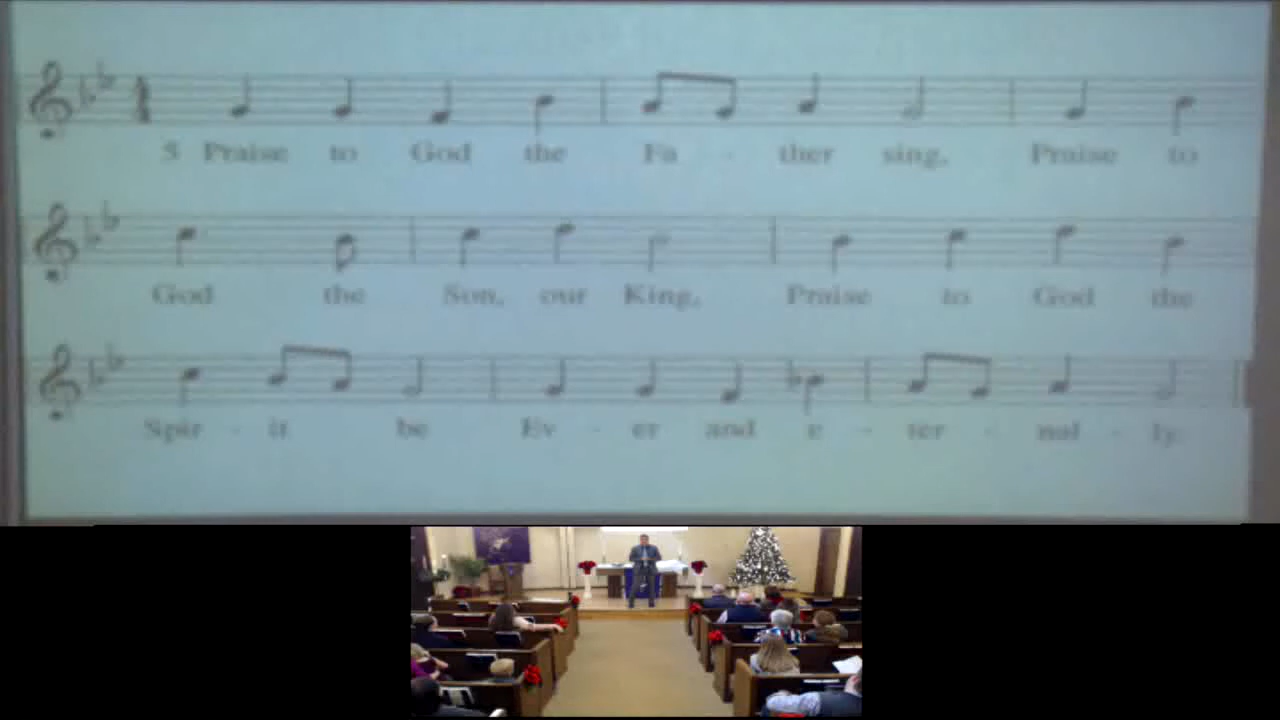 5 Praise to God the Fa - ther sing, Praise to
God the Son, our King, Praise to God the
Spir - it be Ev - er and e - ter - nal - ly.